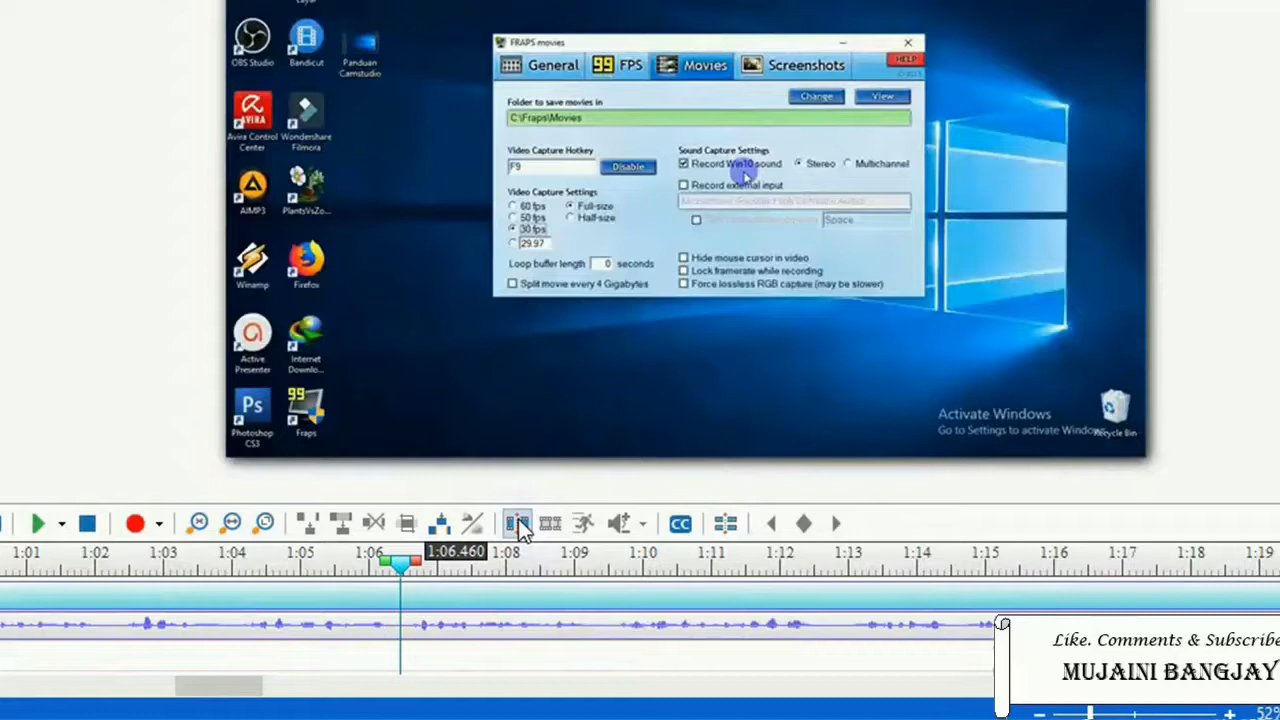 FRAPS movies
General
99 FPS
Movies
Screenshots
HELP
Folder to save movies in
Change
View
C:\Fraps\Movies
Video Capture Hotkey
F9
Disable
Sound Capture Settings
Record Win10 sound
Stereo
Multichannel
Record external input
Space
Video Capture Settings
60 fps
50 fps
30 fps
29.97
Full-size
Half-size
Loop buffer length 0 seconds
Split movie every 4 Gigabytes
Hide mouse cursor in video
Lock framerate while recording
Force lossless RGB capture (may be slower)
OBS Studio
Bandicut
Panduan
Camstudio
Avira Control
Center
Wondershare
Filmora
AIMP3
PlantsVsZo...
Winamp
Firefox
Active
Presenter
Internet
Downlo...
Ps
Photoshop
CS3
99
Fraps
Activate Windows
Go to Settings to activate Windows.
Recycle Bin
CC
1:01
1:02
1:03
1:04
1:05
1:06
1:06.460
1:08
1:09
1:10
1:11
1:12
1:13
1:14
1:15
1:16
1:17
1:18
1:19
Like. Comments & Subscribe
MUJAINI BANGJAY
52%